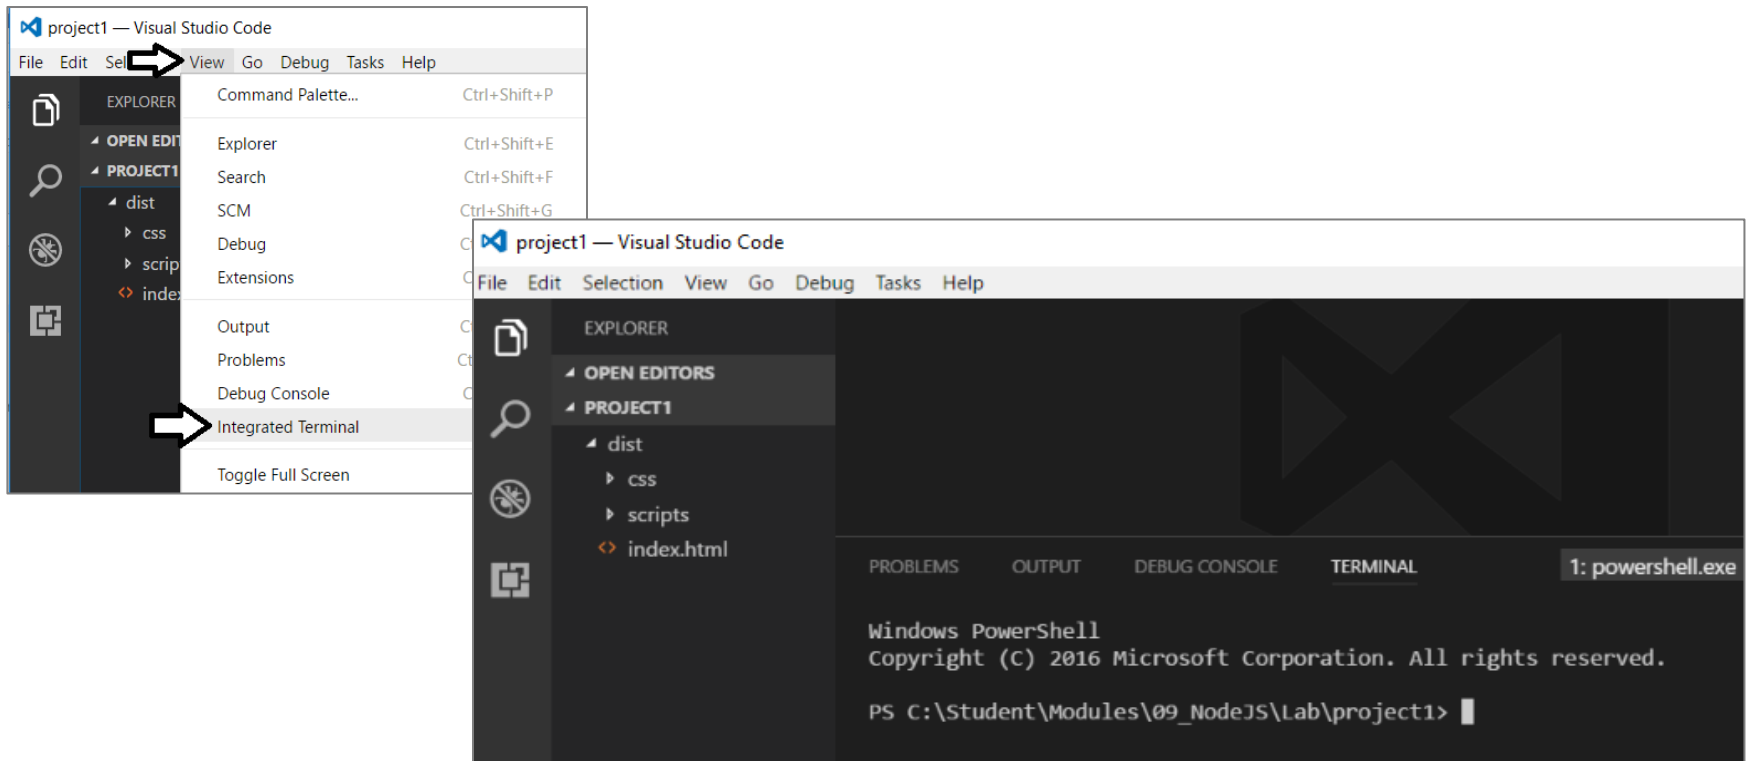 project1 — Visual Studio Code
File Edit View Go Debug Tasks Help
EXPLORER
OPEN
PROJECT1
dist
css
Command Palette... Ctrl+Shift+P
Explorer Ctrl+Shift+E
Search Ctrl+Shift+F
SCM Ctrl+Shift+G
Debug
Extensions
Output
Problems
Debug Console
Integrated Terminal
Toggle Full Screen
project1 — Visual Studio Code
File Edit Selection View Go Debug Tasks Help
EXPLORER
OPEN EDITORS
PROJECT1
dist
css
scripts
index.html
PROBLEMS OUTPUT DEBUG CONSOLE TERMINAL 1: powershell.exe
Windows PowerShell
Copyright (C) 2016 Microsoft Corporation. All rights reserved.
PS C:\Student\Modules\09_NodeJS\Lab\project1>